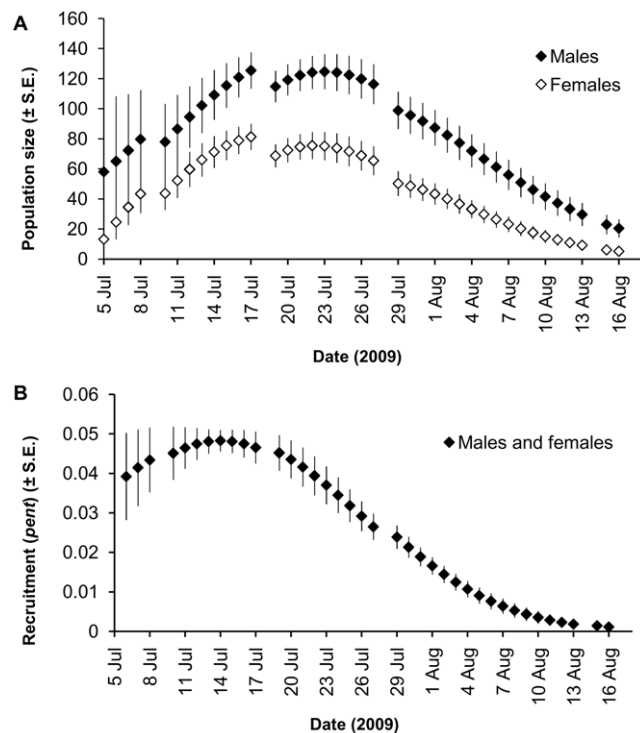 A
160
140
120
100
80
60
40
20
0
Population size (± S.E.)
Males
Females
5 Jul
8 Jul
11 Jul
14 Jul
17 Jul
20 Jul
23 Jul
26 Jul
29 Jul
1 Aug
4 Aug
7 Aug
10 Aug
13 Aug
16 Aug
Date (2009)
B
0.06
0.05
0.04
0.03
0.02
0.01
0
Recruitment (pent) (± S.E.)
Males and females
5 Jul
8 Jul
11 Jul
14 Jul
17 Jul
20 Jul
23 Jul
26 Jul
29 Jul
1 Aug
4 Aug
7 Aug
10 Aug
13 Aug
16 Aug
Date (2009)